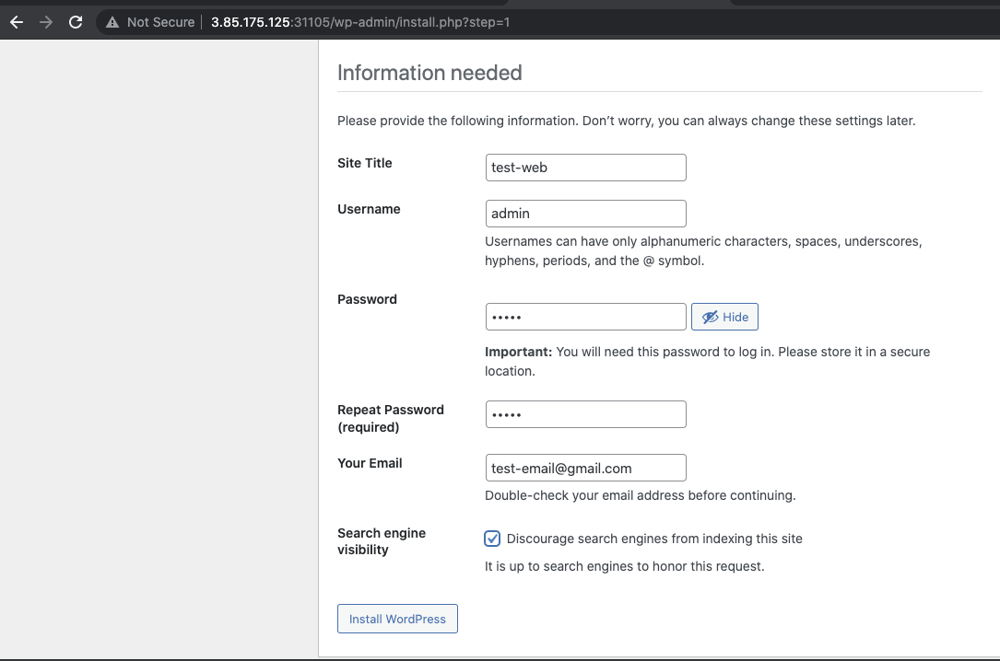 Not Secure | 3.85.175.125:31105/wp-admin/install.php?step=1
Information needed
Please provide the following information. Don’t worry, you can always change these settings later.
Site Title
test-web
Username
admin
Usernames can have only alphanumeric characters, spaces, underscores,
hyphens, periods, and the @ symbol.
Password
•••••
Hide
Important: You will need this password to log in. Please store it in a secure
location.
Repeat Password
(required)
•••••
Your Email
test-email@gmail.com
Double-check your email address before continuing.
Search engine
visibility
Discourage search engines from indexing this site
It is up to search engines to honor this request.
Install WordPress